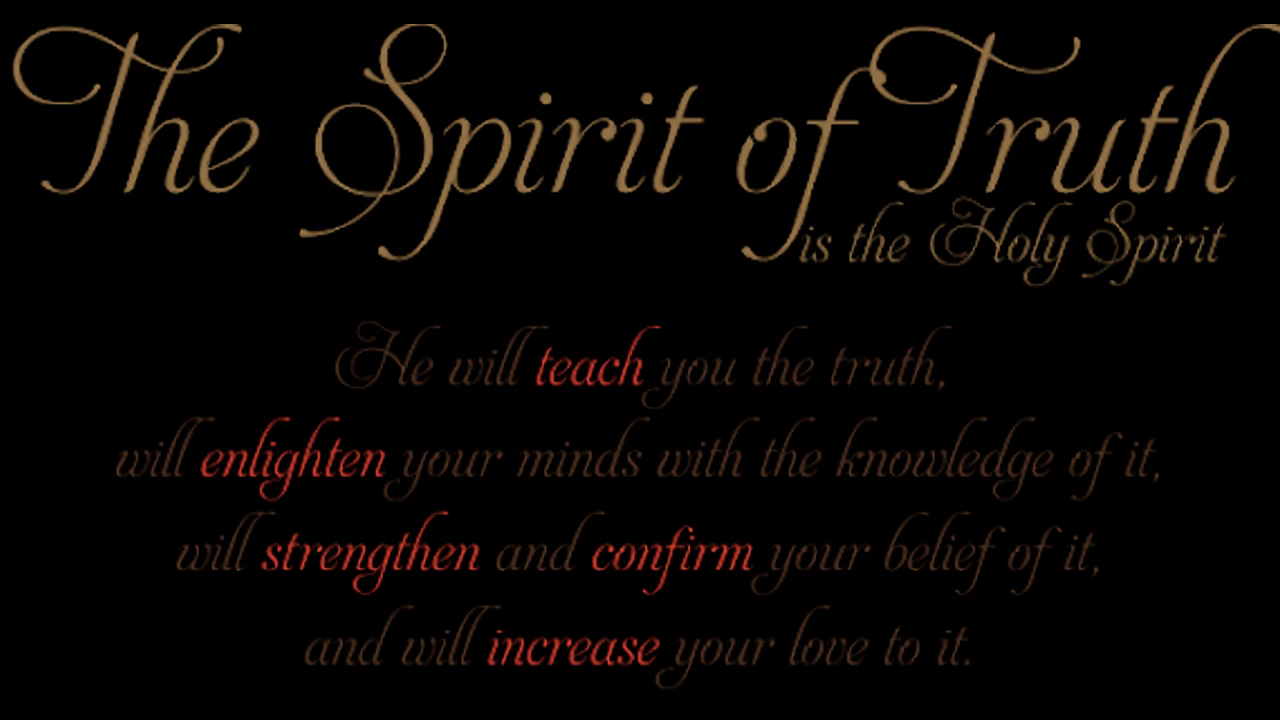 The Spirit of Truth
is the Holy Spirit
He will teach you the truth,
will enlighten your minds with the knowledge of it,
will strengthen and confirm your belief of it,
and will increase your love to it.